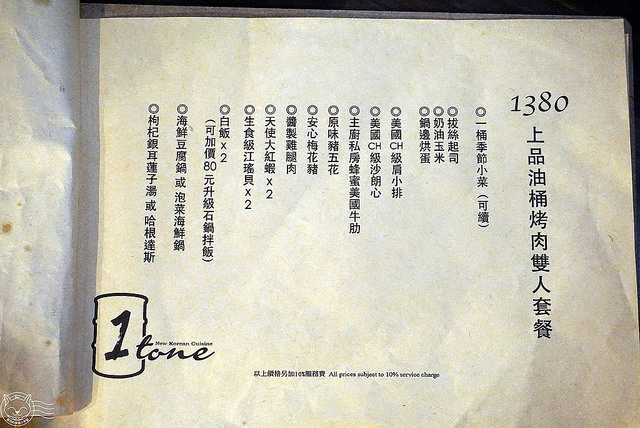 1380
上品油桶烤肉雙人套餐
◎一桶季節小菜（可續）
◎拔絲起司
◎奶油玉米
◎鍋邊烘蛋
◎美國CH級肩小排
◎美國CH級沙朗心
◎主廚私房蜂蜜美國牛肋
◎原味豬五花
◎安心梅花豬
◎醬製雞腿肉
◎天使大紅蝦x2
◎生食級江瑤貝x2
◎白飯x2
（可加價80元升級石鍋拌飯）
◎海鮮豆腐鍋 或 泡菜海鮮鍋
◎枸杞銀耳蓮子湯 或 哈根達斯
1tone
New Korean Cuisine
以上價格另加10%服務費 All prices subject to 10% service charge